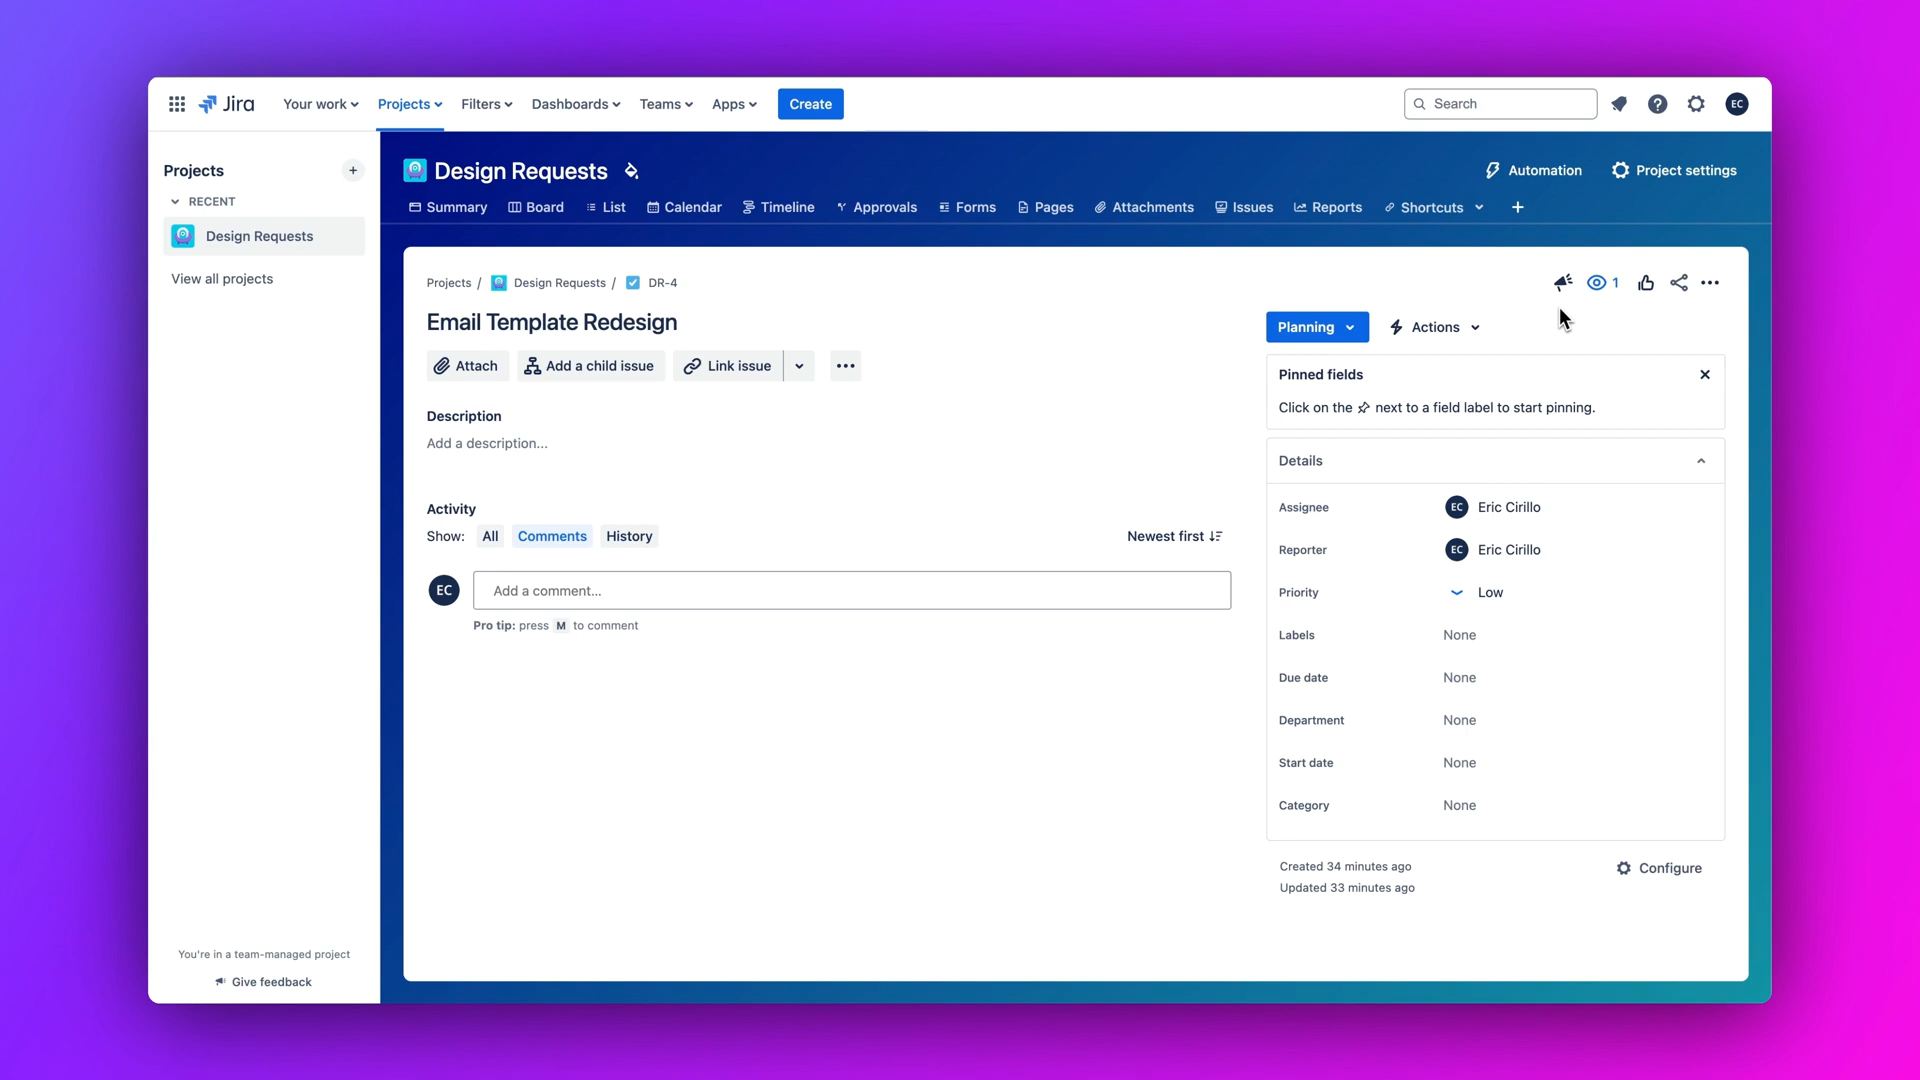 Jira Your work Projects Filters Dashboards Teams Apps Create Search EC
Projects
RECENT
Design Requests
View all projects
You're in a team-managed project
Give feedback
Design Requests Automation Project settings
Summary Board List Calendar Timeline Approvals Forms Pages Attachments Issues Reports Shortcuts
Projects / Design Requests / DR-4 1
Email Template Redesign
Attach Add a child issue Link issue
Description
Add a description...
Activity
Show: All Comments History Newest first
EC Add a comment...
Pro tip: press M to comment
Planning Actions
Pinned fields
Click on the next to a field label to start pinning.
Details
Assignee EC Eric Cirillo
Reporter EC Eric Cirillo
Priority Low
Labels None
Due date None
Department None
Start date None
Category None
Created 34 minutes ago Configure
Updated 33 minutes ago